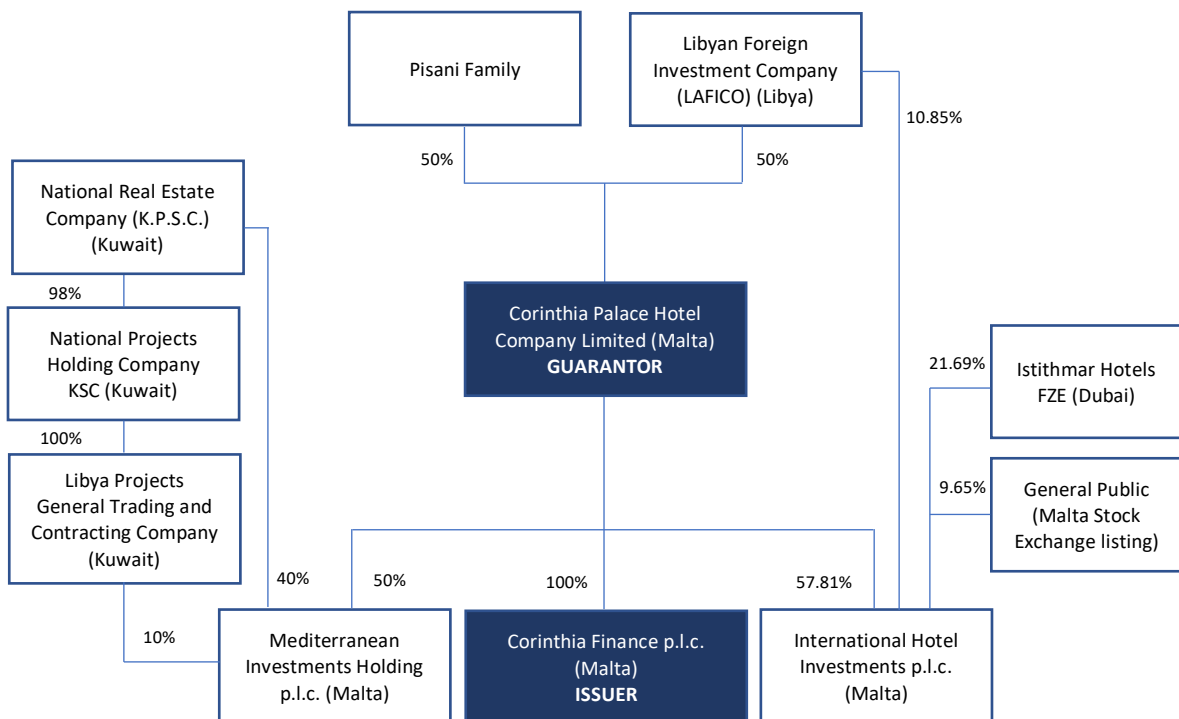 Pisani Family
Libyan Foreign
Investment Company
(LAFICO) (Libya)
10.85%
50%
50%
National Real Estate
Company (K.P.S.C.)
(Kuwait)
98%
National Projects
Holding Company
KSC (Kuwait)
100%
Libya Projects
General Trading and
Contracting Company
(Kuwait)
Corinthia Palace Hotel
Company Limited (Malta)
GUARANTOR
21.69%
Istithmar Hotels
FZE (Dubai)
9.65%
General Public
(Malta Stock
Exchange listing)
40%
50%
100%
57.81%
10%
Mediterranean
Investments Holding
p.l.c. (Malta)
Corinthia Finance p.l.c.
(Malta)
ISSUER
International Hotel
Investments p.l.c.
(Malta)